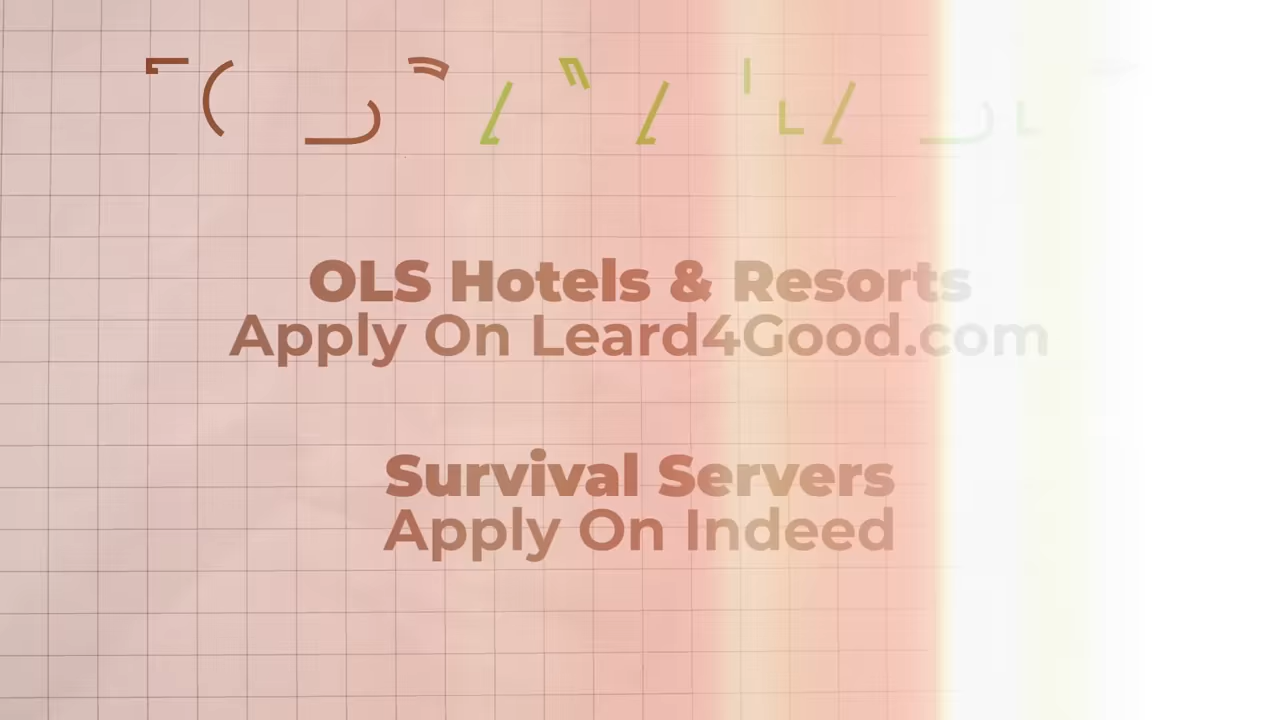 OLS Hotels & Resorts
Apply On Leard4Good.com
Survival Servers
Apply On Indeed